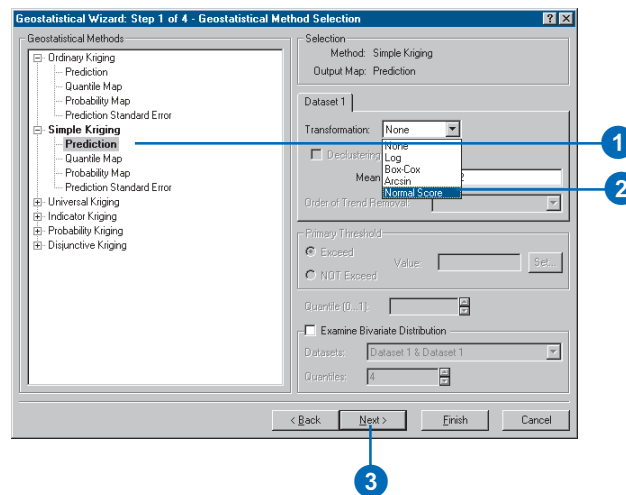 Geostatistical Wizard: Step 1 of 4 - Geostatistical Method Selection
Geostatistical Methods
Ordinary Kriging
Prediction
Quantile Map
Probability Map
Prediction Standard Error
Simple Kriging
Prediction
Quantile Map
Probability Map
Prediction Standard Error
Universal Kriging
Indicator Kriging
Probability Kriging
Disjunctive Kriging
Selection
Method: Simple Kriging
Output Map: Prediction
Dataset 1
Transformation: None
None
Log
Box-Cox
Arcsin
Normal Score
Declustering
Mean 2
Order of Trend Removal:
Primary Threshold
Exceed
NOT Exceed
Value:
Set...
Quantile (0...1):
Examine Bivariate Distribution
Datasets: Dataset 1 & Dataset 1
Quantiles: 4
< Back
Next >
Finish
Cancel
1
2
3